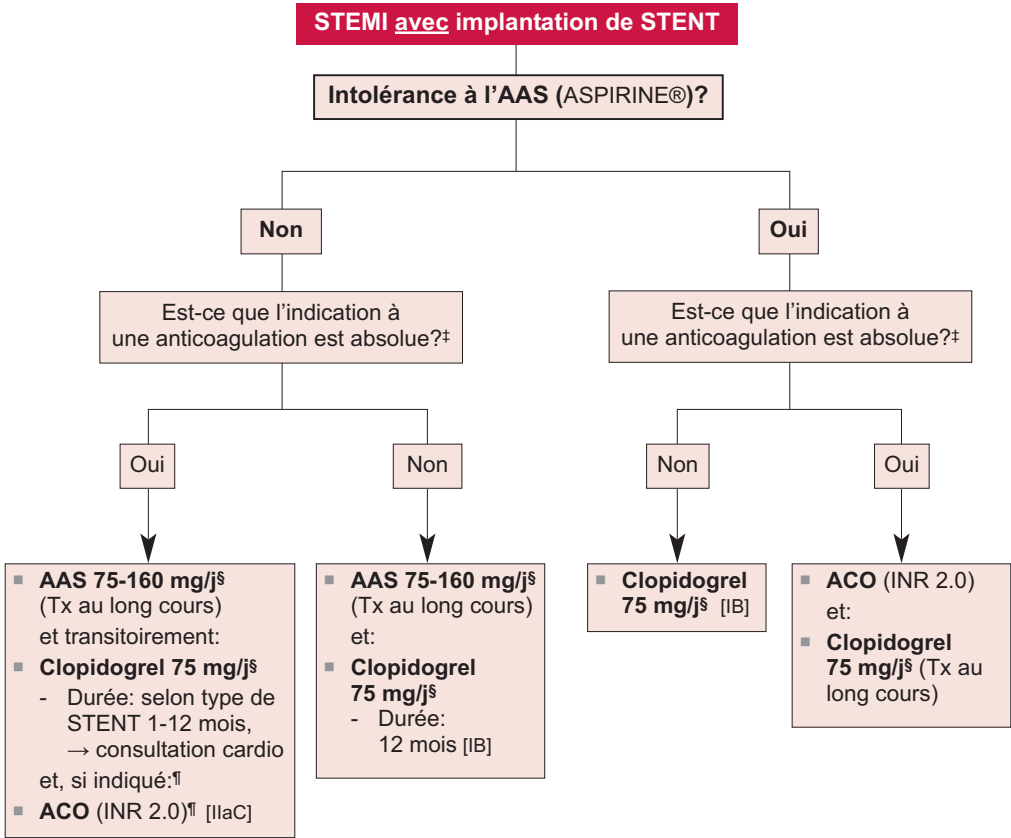 STEMI avec implantation de STENT
Intolérance à l'AAS (ASPIRINE®)?
Non
Oui
Est-ce que l'indication à
une anticoagulation est absolue?‡
Est-ce que l'indication à
une anticoagulation est absolue?‡
Oui
Non
Non
Oui
■ AAS 75-160 mg/j§
(Tx au long cours)
et transitoirement:
■ Clopidogrel 75 mg/j§
- Durée: selon type de
STENT 1-12 mois,
→ consultation cardio
et, si indiqué:¶
■ ACO (INR 2.0)¶ [IIaC]
■ AAS 75-160 mg/j§
(Tx au long cours)
et:
■ Clopidogrel
75 mg/j§
- Durée:
12 mois [IB]
■ Clopidogrel
75 mg/j§ [IB]
■ ACO (INR 2.0)
et:
■ Clopidogrel
75 mg/j§ (Tx au
long cours)